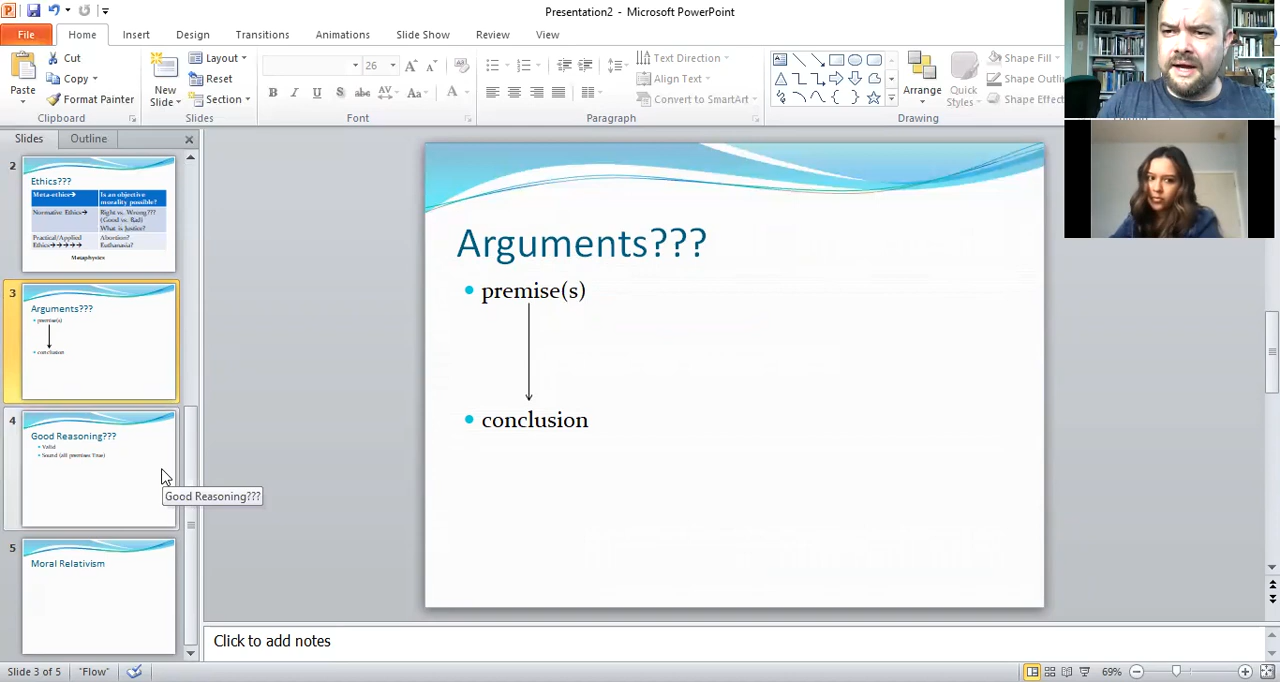 Presentation2 - Microsoft PowerPoint
File Home Insert Design Transitions Animations Slide Show Review View
Cut
Copy
Format Painter
Paste
Clipboard
New
Slide
Layout
Reset
Section
Slides
26
B I U S abc AV Aa A
Font
Text Direction
Align Text
Convert to SmartArt
Paragraph
Arrange
Quick
Styles
Shape Fill
Shape Outli
Shape Effect
Drawing
Slides Outline
2
Ethics???
Meta-ethics→ Is an objective
morality possible?
Normative Ethics→ Right vs. Wrong???
(Good vs. Bad)
What is Justice?
Practical/Applied Abortion?
Ethics→→→→→ Euthanasia?
Metaphysics
3
Arguments???
• premise(s)
• conclusion
4
Good Reasoning???
• Valid
• Sound (all premises True)
Good Reasoning???
5
Moral Relativism
Arguments???
• premise(s)
• conclusion
Click to add notes
Slide 3 of 5 "Flow" 69%